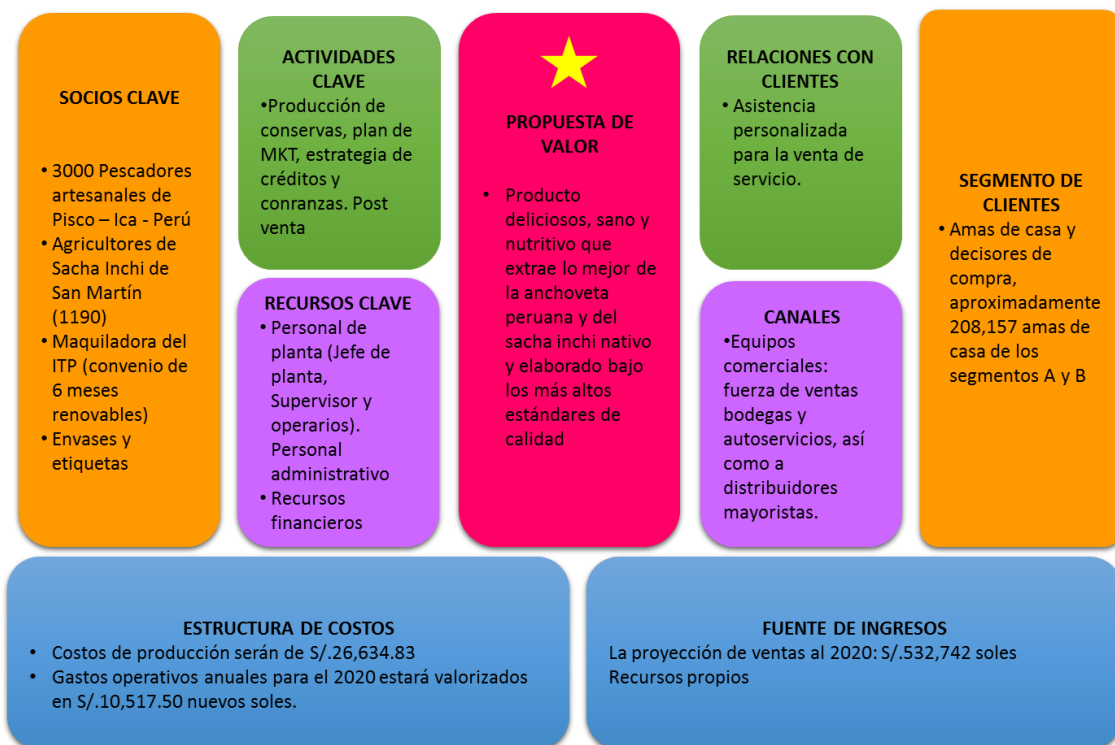 SOCIOS CLAVE
• 3000 Pescadores
artesanales de
Pisco – Ica - Perú
• Agricultores de
Sacha Inchi de
San Martín
(1190)
• Maquiladora del
ITP (convenio de
6 meses
renovables)
• Envases y
etiquetas
ACTIVIDADES
CLAVE
•Producción de
conservas, plan de
MKT, estrategia de
créditos y
conranzas. Post
venta
RECURSOS CLAVE
• Personal de
planta (Jefe de
planta,
Supervisor y
operarios).
Personal
administrativo
• Recursos
financieros
PROPUESTA DE
VALOR
• Producto
deliciosos, sano y
nutritivo que
extrae lo mejor de
la anchoveta
peruana y del
sacha inchi nativo
y elaborado bajo
los más altos
estándares de
calidad
RELACIONES CON
CLIENTES
• Asistencia
personalizada
para la venta de
servicio.
CANALES
•Equipos
comerciales:
fuerza de ventas
bodegas y
autoservicios, así
como a
distribuidores
mayoristas.
SEGMENTO DE
CLIENTES
• Amas de casa y
decisores de
compra,
aproximadamente
208,157 amas de
casa de los
segmentos A y B
ESTRUCTURA DE COSTOS
• Costos de producción serán de S/.26,634.83
• Gastos operativos anuales para el 2020 estará valorizados
en S/.10,517.50 nuevos soles.
FUENTE DE INGRESOS
La proyección de ventas al 2020: S/.532,742 soles
Recursos propios